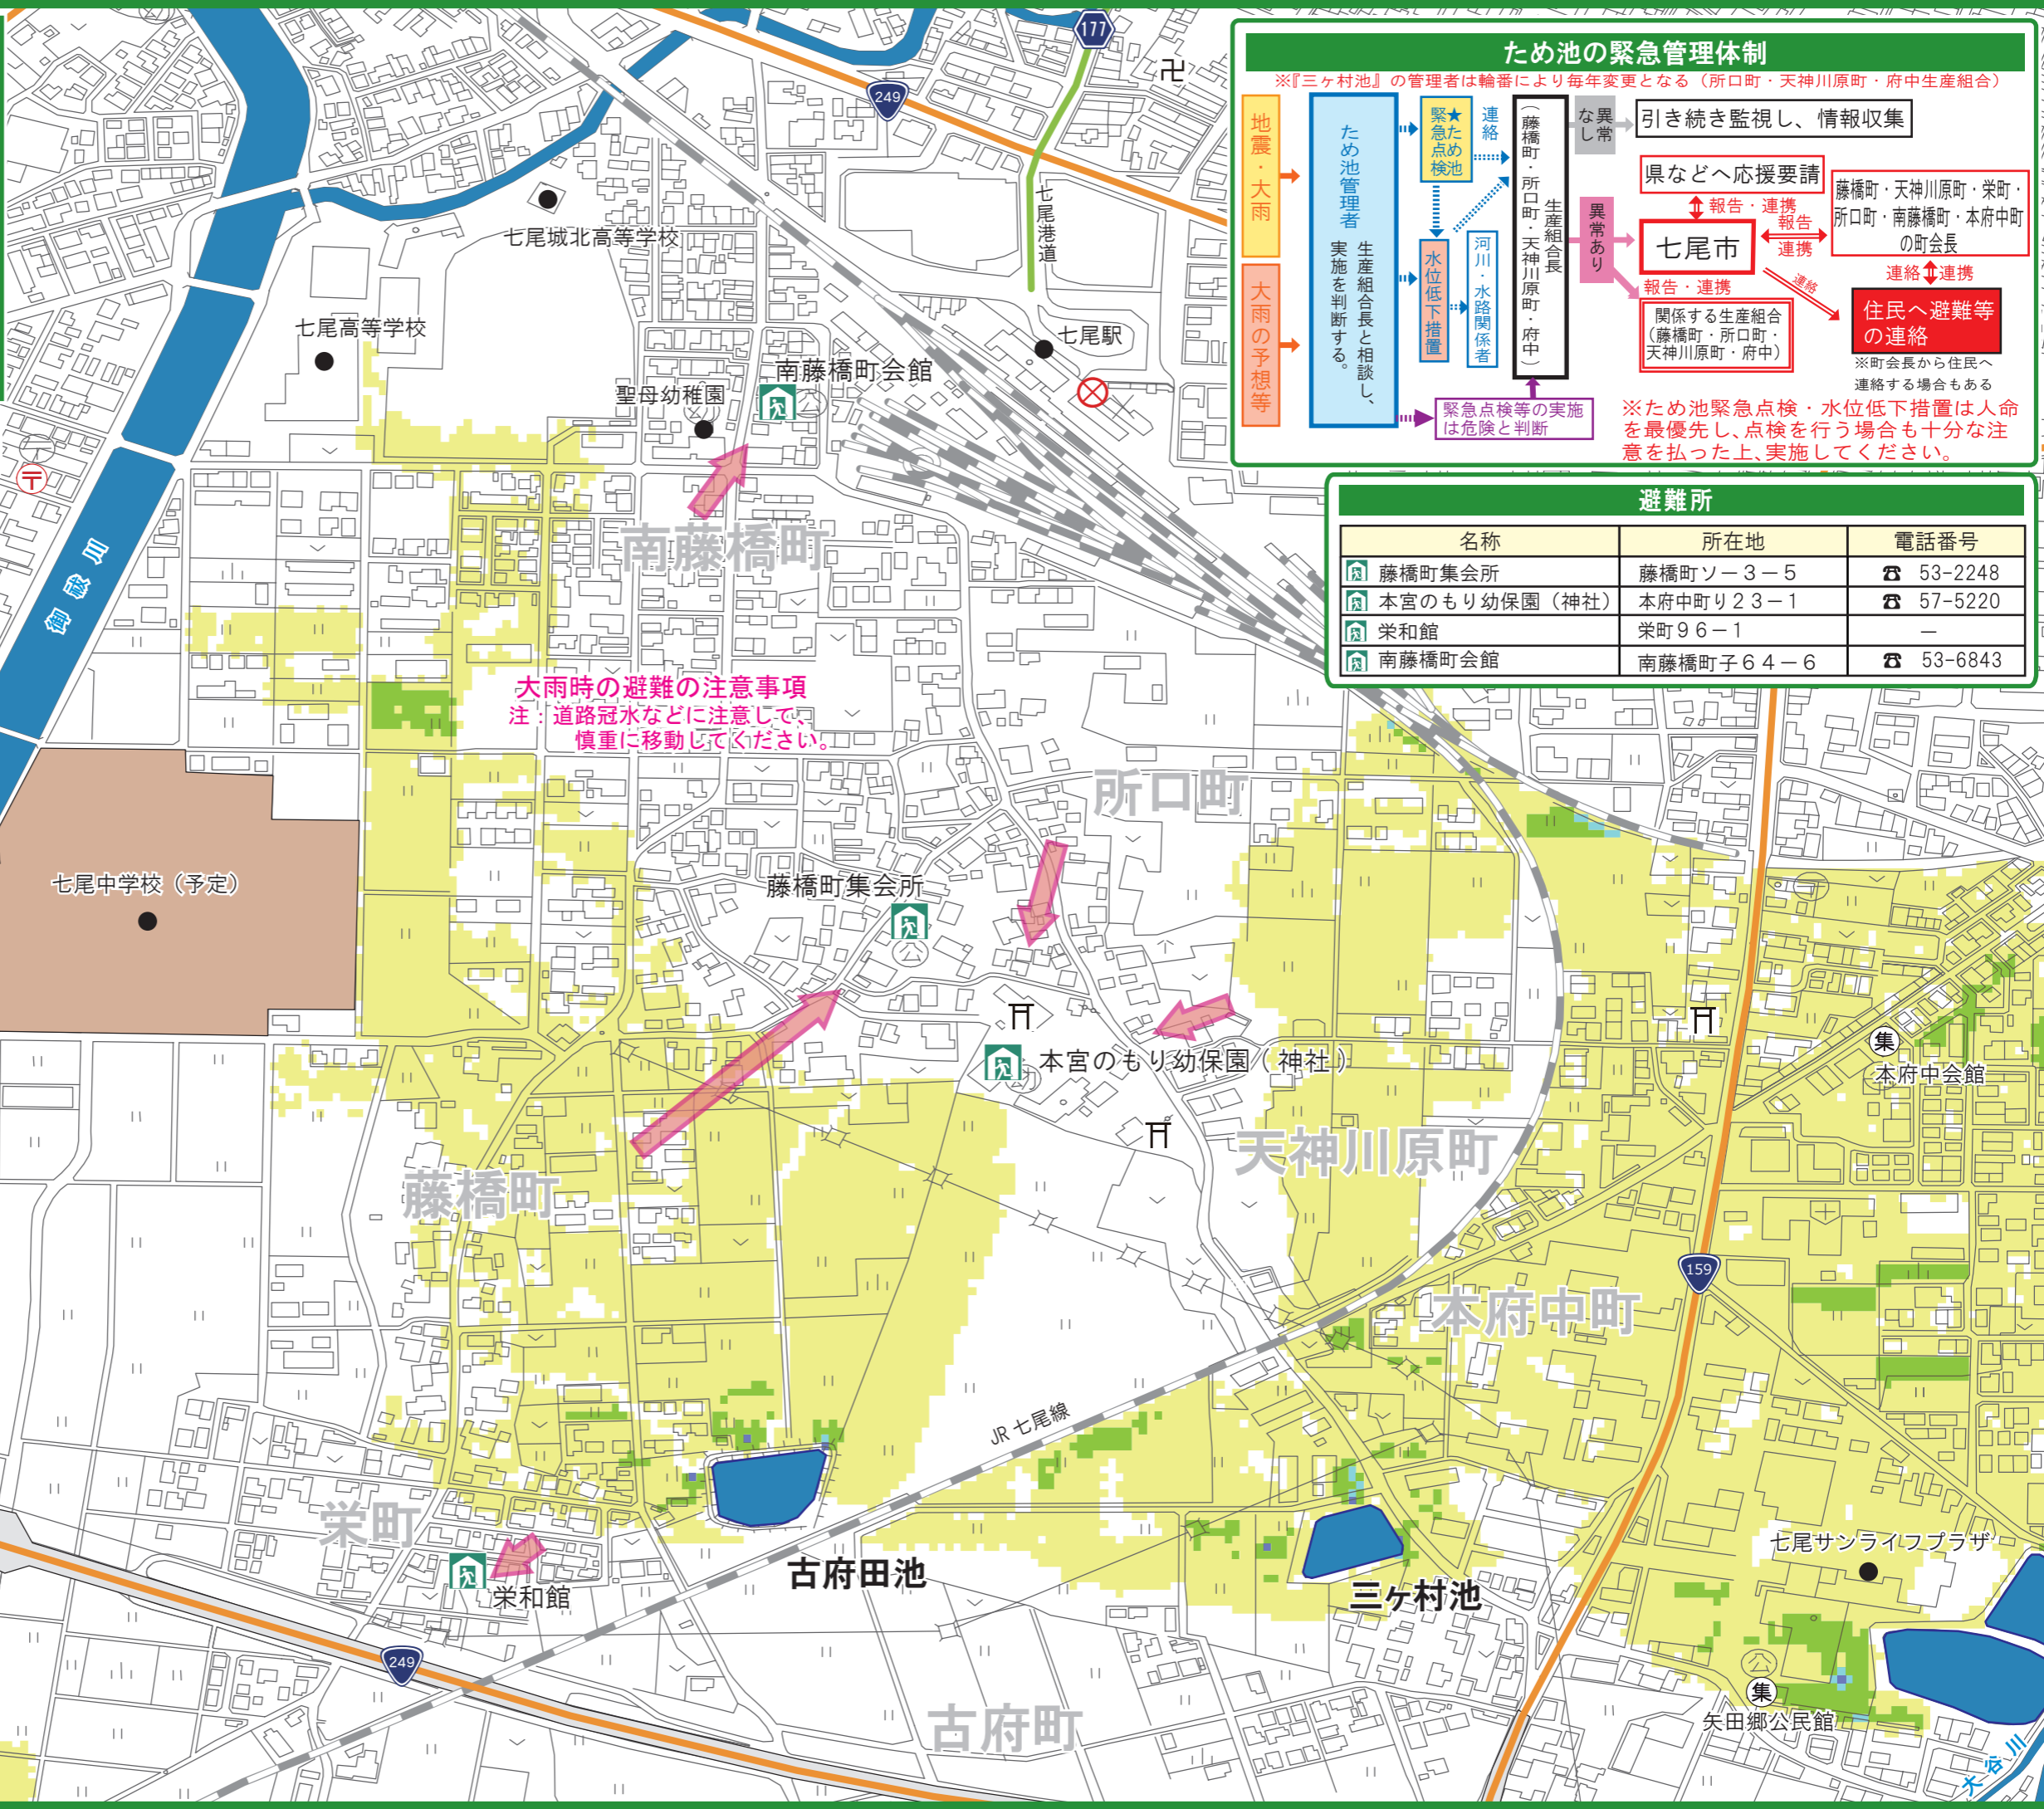 ため池の緊急管理体制
※『三ヶ村池』の管理者は輪番により毎年変更となる（所口町・天神川原町・府中生産組合）
地震・大雨
大雨の予想等
ため池管理者
生産組合長と相談し、
実施を判断する。
★ため池
緊急点検
連絡
水位低下措置
河川・水路関係者
生産組合長
（藤橋町・所口町・天神川原町・府中）
緊急点検等の実施
は危険と判断
異常
なし
引き続き監視し、情報収集
異常あり
県などへ応援要請
報告・連携
七尾市
報告
連携
藤橋町・天神川原町・栄町・
所口町・南藤橋町・本府中町
の町会長
報告・連携
関係する生産組合
（藤橋町・所口町・
天神川原町・府中）
連絡
連絡 連携
住民へ避難等
の連絡
※町会長から住民へ
連絡する場合もある
※ため池緊急点検・水位低下措置は人命
を最優先し、点検を行う場合も十分な注
意を払った上、実施してください。
避難所
名称 所在地 電話番号
藤橋町集会所 藤橋町ソー３－５ ☎ 53-2248
本宮のもり幼保園（神社） 本府中町り２３－１ ☎ 57-5220
栄和館 栄町９６－１ －
南藤橋町会館 南藤橋町子６４－６ ☎ 53-6843
177
249
卍
七尾港道
七尾城北高等学校
七尾高等学校
七尾駅
南藤橋町会館
聖母幼稚園
公
〒
御祓川
南藤橋町
大雨時の避難の注意事項
注：道路冠水などに注意して、
慎重に移動してください。
所口町
七尾中学校（予定）
藤橋町集会所
公
本宮のもり幼保園（神社）
公
集
本府中会館
天神川原町
藤橋町
159
本府中町
JR七尾線
栄町
栄和館
古府田池
三ヶ村池
七尾サンライフプラザ
249
古府町
公
集
矢田郷公民館
大谷川